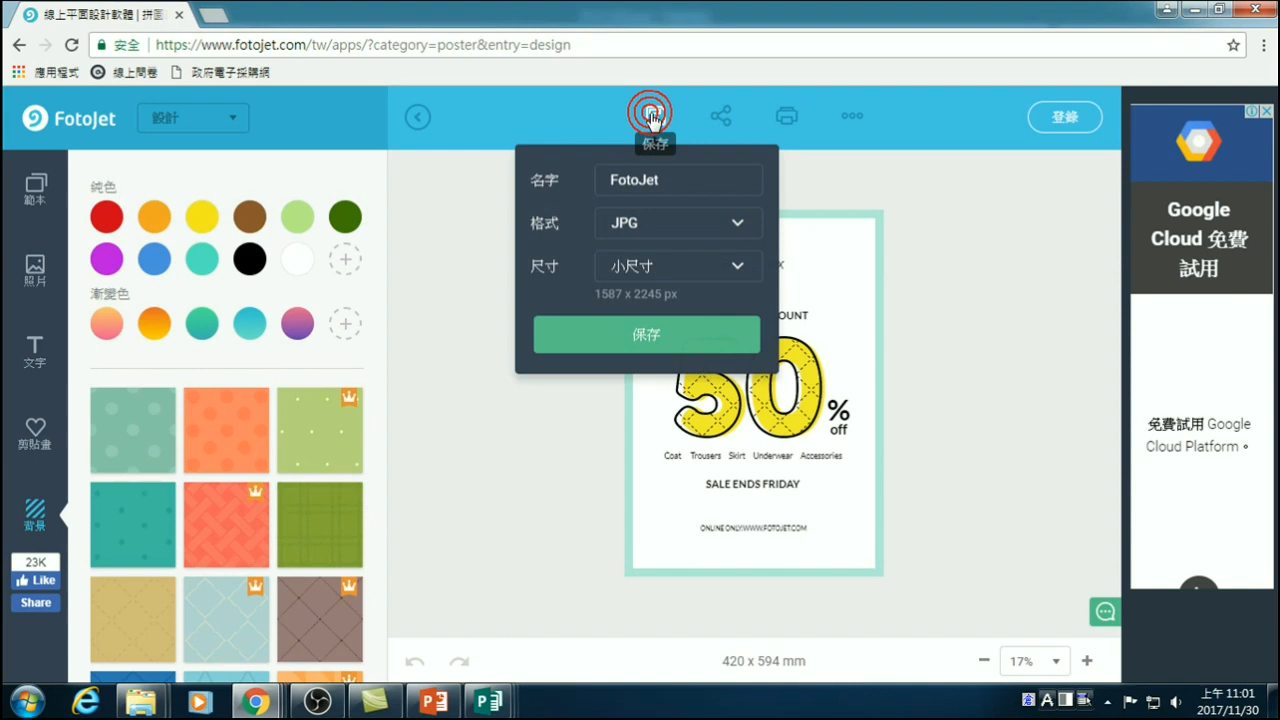 線上平面設計軟體 | 拼圖
安全
https://www.fotojet.com/tw/apps/?category=poster&entry=design
應用程式
線上問卷
政府電子採購網
FotoJet
設計
保存
登錄
範本
照片
文字
剪貼畫
背景
23K
Like
Share
純色
漸變色
名字
FotoJet
格式
JPG
尺寸
小尺寸
1587 x 2245 px
保存
X
OUNT
50
%
off
Coat Trousers Skirt Underwear Accessories
SALE ENDS FRIDAY
ONLINE ONLY:WWW.FOTOJET.COM
420 x 594 mm
17%
Google
Cloud 免費
試用
免費試用 Google
Cloud Platform。
A
上午 11:01
2017/11/30